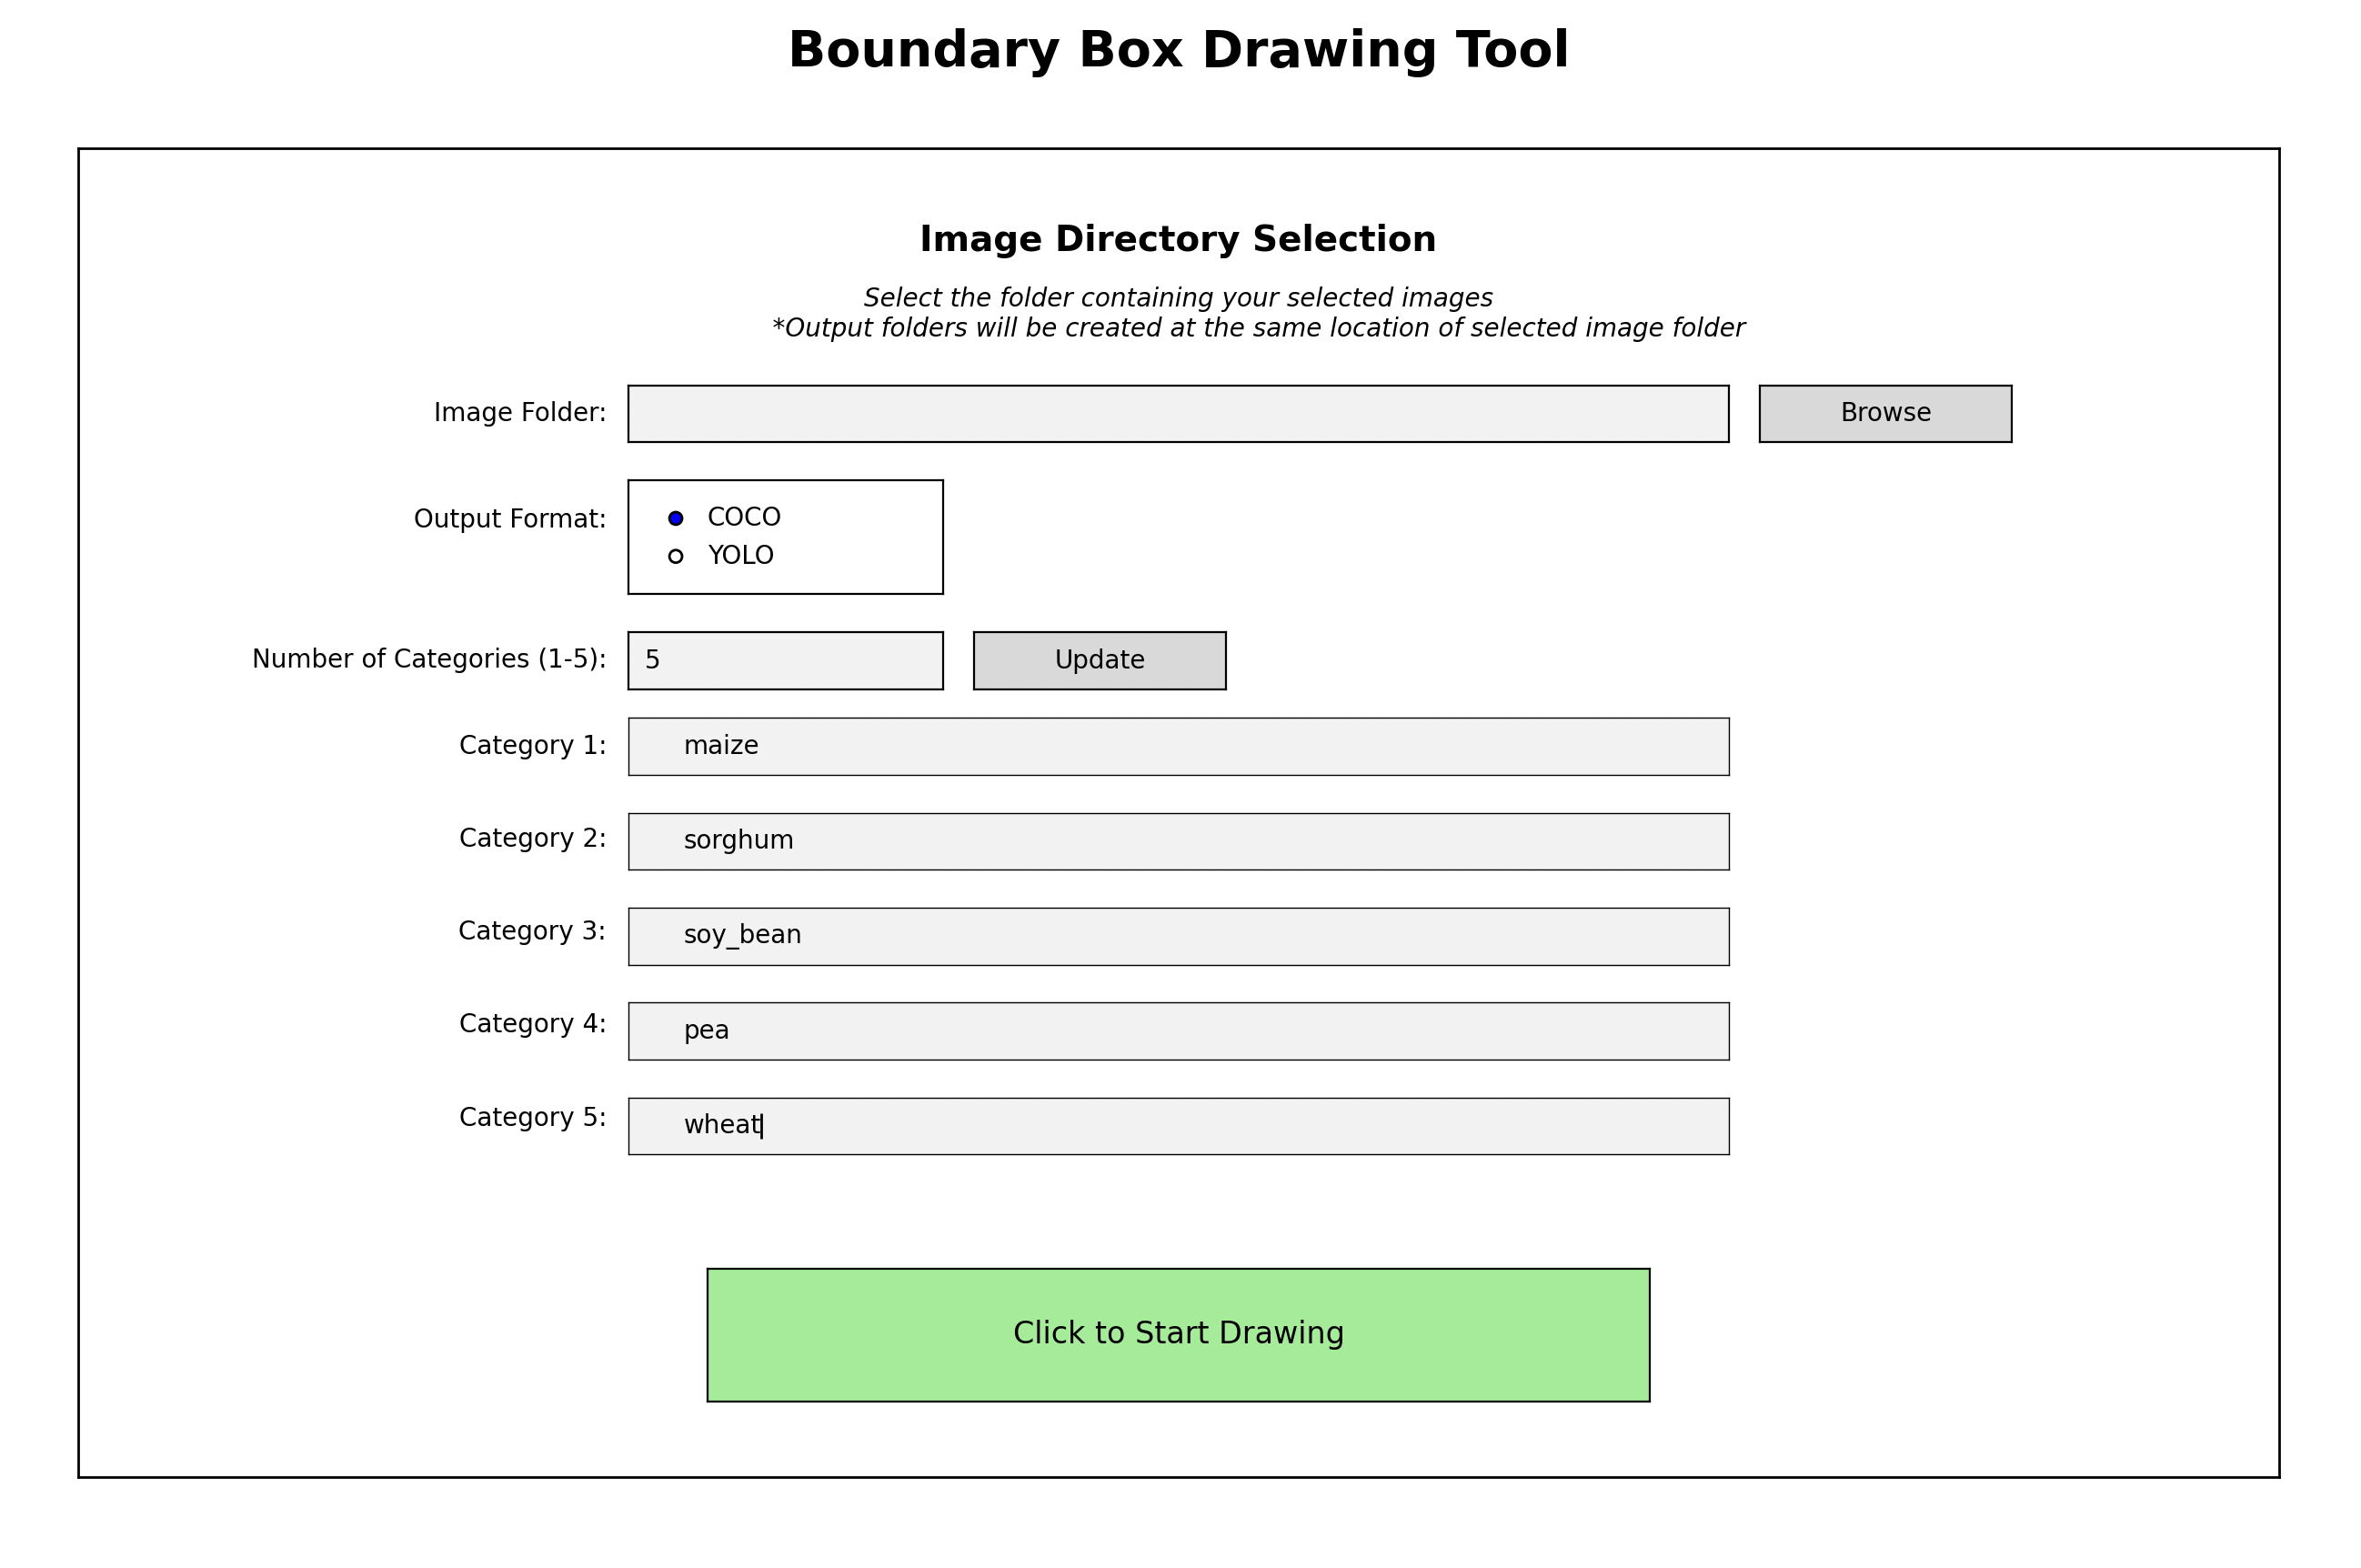 Boundary Box Drawing Tool
Image Directory Selection
Select the folder containing your selected images
*Output folders will be created at the same location of selected image folder
Image Folder:
Browse
Output Format:
COCO
YOLO
Number of Categories (1-5): 5
Update
Category 1: maize
Category 2: sorghum
Category 3: soy_bean
Category 4: pea
Category 5: wheat
Click to Start Drawing